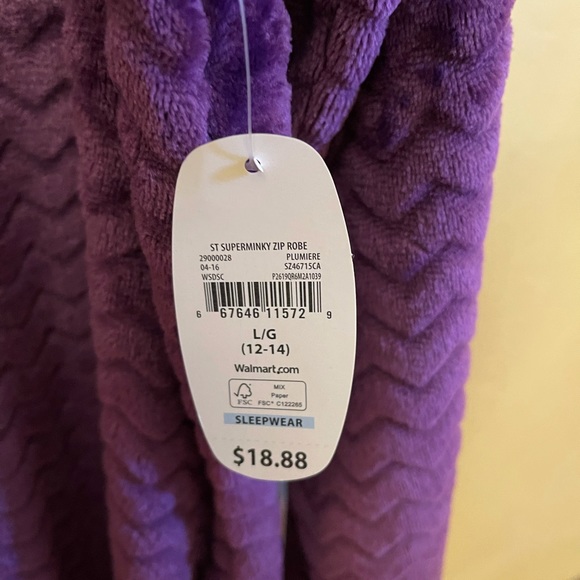 ST SUPERMINKY ZIP ROBE
29000028 PLUMIERE
04-16 SZ46715CA
WSDSC P2619QR6M2A1039
6 67646 11572 9
L/G
(12-14)
Walmart.com
FSC MIX
Paper
FSC® C122265
SLEEPWEAR
$18.88